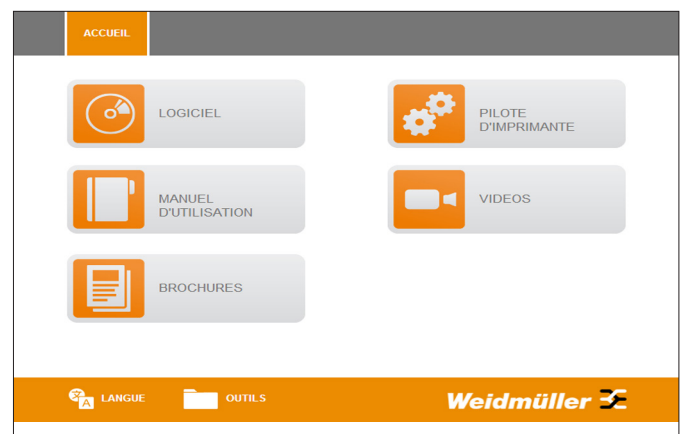 ACCUEIL
LOGICIEL
PILOTE
D'IMPRIMANTE
MANUEL
D'UTILISATION
VIDEOS
BROCHURES
LANGUE
OUTILS
Weidmüller